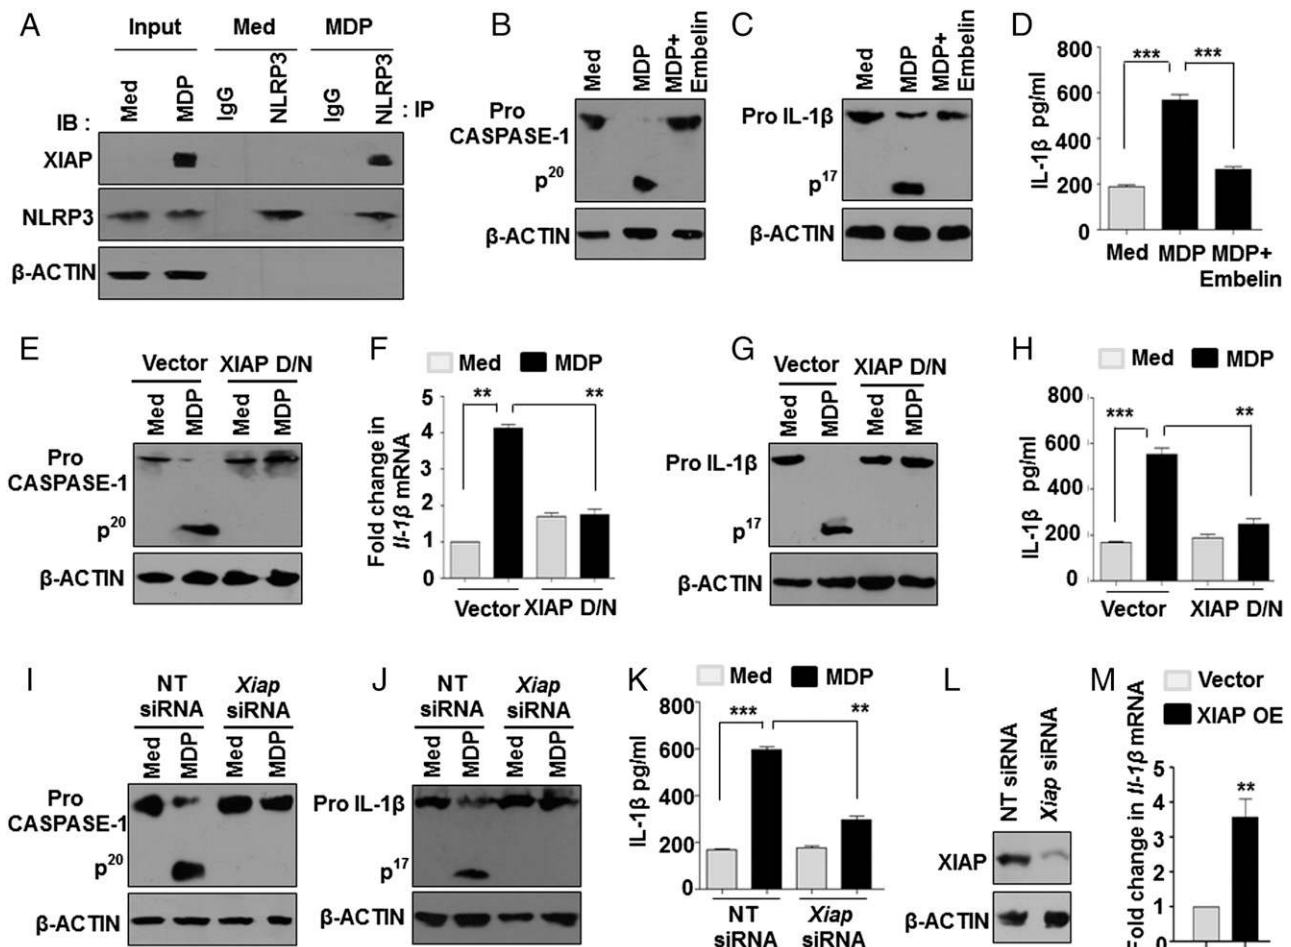 A
Input
Med
MDP
Med
MDP
IgG
NLRP3
IgG
NLRP3
: IP
IB :
XIAP
NLRP3
β-ACTIN
B
Med
MDP
MDP+
Embelin
Pro
CASPASE-1
p20
β-ACTIN
C
Med
MDP
MDP+
Embelin
Pro IL-1β
p17
β-ACTIN
D
800
600
400
200
0
IL-1β pg/ml
***
***
Med
MDP
MDP+
Embelin
E
Vector
XIAP D/N
Med
MDP
Med
MDP
Pro
CASPASE-1
p20
β-ACTIN
F
Med
MDP
5
4
3
2
1
0
Fold change in
Il-1β mRNA
**
**
Vector
XIAP D/N
G
Vector
XIAP D/N
Med
MDP
Med
MDP
Pro IL-1β
p17
β-ACTIN
H
Med
MDP
800
600
400
200
0
IL-1β pg/ml
***
**
Vector
XIAP D/N
I
NT
siRNA
Xiap
siRNA
Med
MDP
Med
MDP
Pro
CASPASE-1
p20
β-ACTIN
J
NT
siRNA
Xiap
siRNA
Med
MDP
Med
MDP
Pro IL-1β
p17
β-ACTIN
K
Med
MDP
800
600
400
200
0
IL-1β pg/ml
***
**
NT
siRNA
Xiap
siRNA
L
NT siRNA
Xiap siRNA
XIAP
β-ACTIN
M
Vector
XIAP OE
5
4
3
2
1
0
Fold change in Il-1β mRNA
**